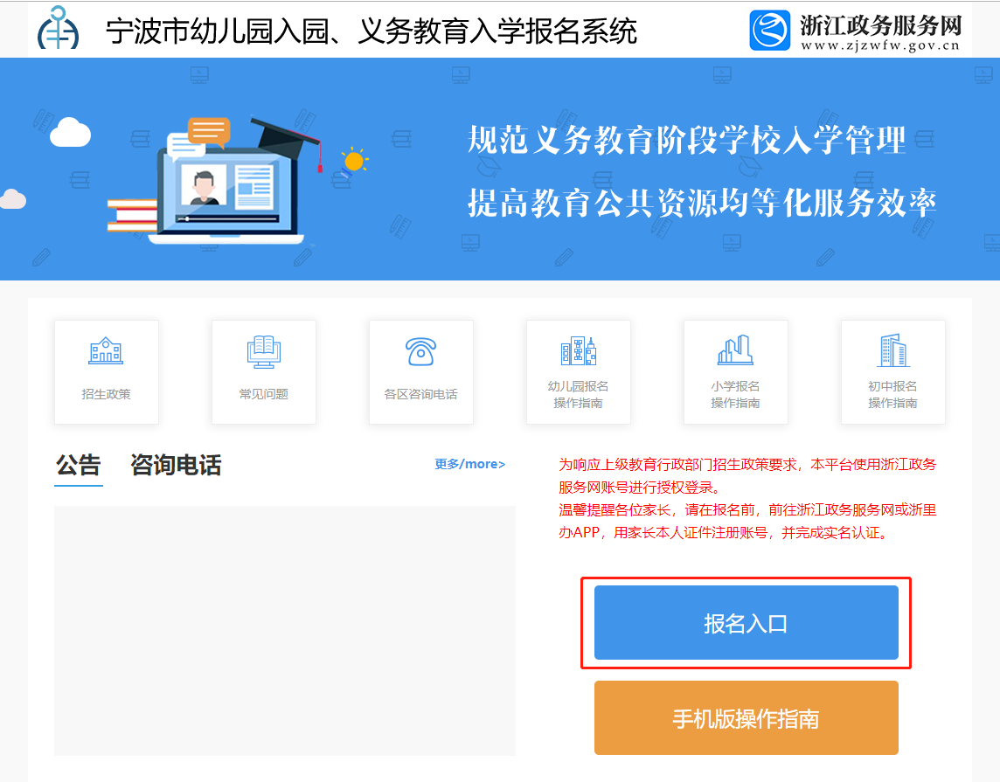 宁波市幼儿园入园、义务教育入学报名系统
浙江政务服务网
www.zjzwfw.gov.cn
规范义务教育阶段学校入学管理
提高教育公共资源均等化服务效率
招生政策
常见问题
各区咨询电话
幼儿园报名
操作指南
小学报名
操作指南
初中报名
操作指南
公告 咨询电话 更多/more>
为响应上级教育行政部门招生政策要求，本平台使用浙江政务
服务网账号进行授权登录。
温馨提醒各位家长，请在报名前，前往浙江政务服务网或浙里
办APP，用家长本人证件注册账号，并完成实名认证。
报名入口
手机版操作指南